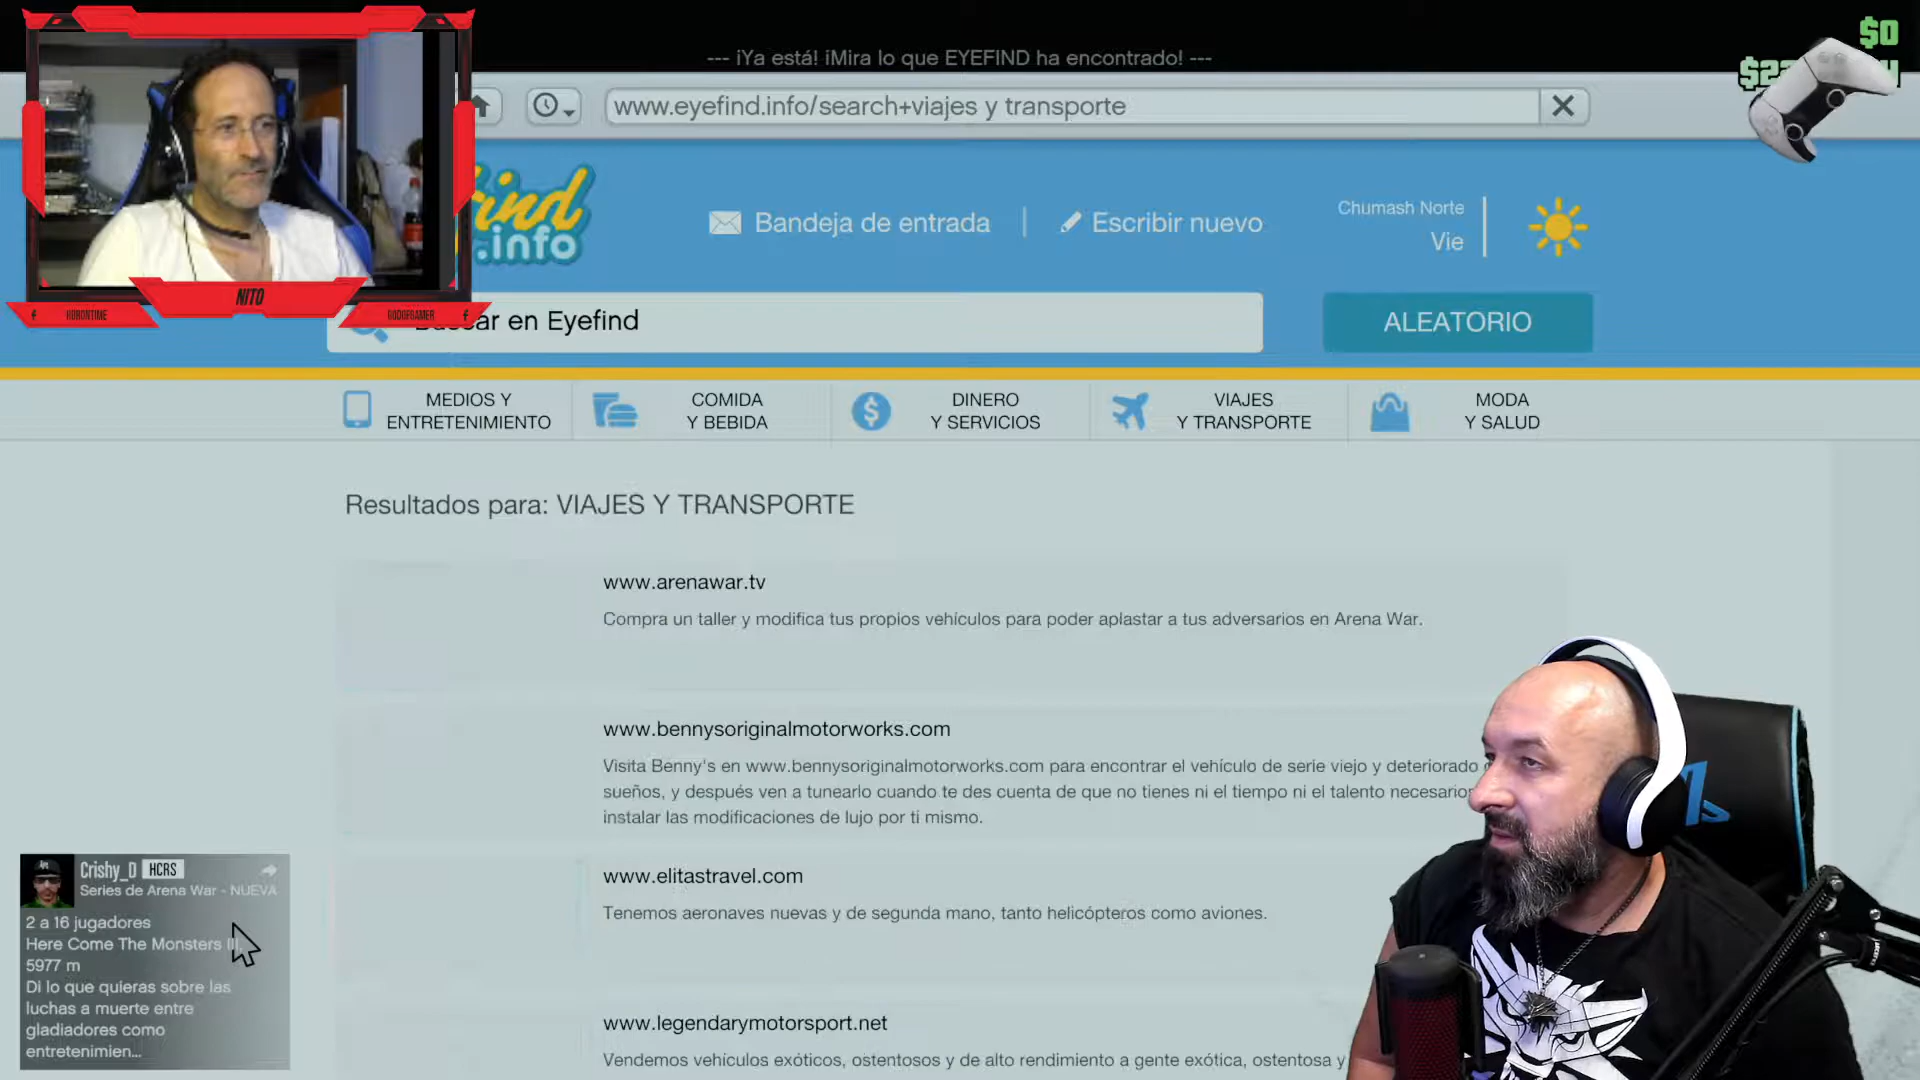 $0
--- ¡Ya está! ¡Mira lo que EYEFIND ha encontrado! ---
www.eyefind.info/search+viajes y transporte
.info
Bandeja de entrada
Escribir nuevo
Chumash Norte
Vie
NITO
GODOFGAMER
en Eyefind
ALEATORIO
MEDIOS Y
ENTRETENIMIENTO
COMIDA
Y BEBIDA
DINERO
Y SERVICIOS
VIAJES
Y TRANSPORTE
MODA
Y SALUD
Resultados para: VIAJES Y TRANSPORTE
www.arenawar.tv
Compra un taller y modifica tus propios vehículos para poder aplastar a tus adversarios en Arena War.
www.bennysoriginalmotorworks.com
Visita Benny's en www.bennysoriginalmotorworks.com para encontrar el vehículo de serie viejo y deteriorado
sueños, y después ven a tunearlo cuando te des cuenta de que no tienes ni el tiempo ni el talento necesario
instalar las modificaciones de lujo por ti mismo.
www.elitastravel.com
Tenemos aeronaves nuevas y de segunda mano, tanto helicópteros como aviones.
www.legendarymotorsport.net
Vendemos vehículos exóticos, ostentosos y de alto rendimiento a gente exótica, ostentosa y
Crishy_D HCRS
Series de Arena War - NUEVA
2 a 16 jugadores
Here Come The Monsters III,
5977 m
Di lo que quieras sobre las
luchas a muerte entre
gladiadores como
entretenimien...